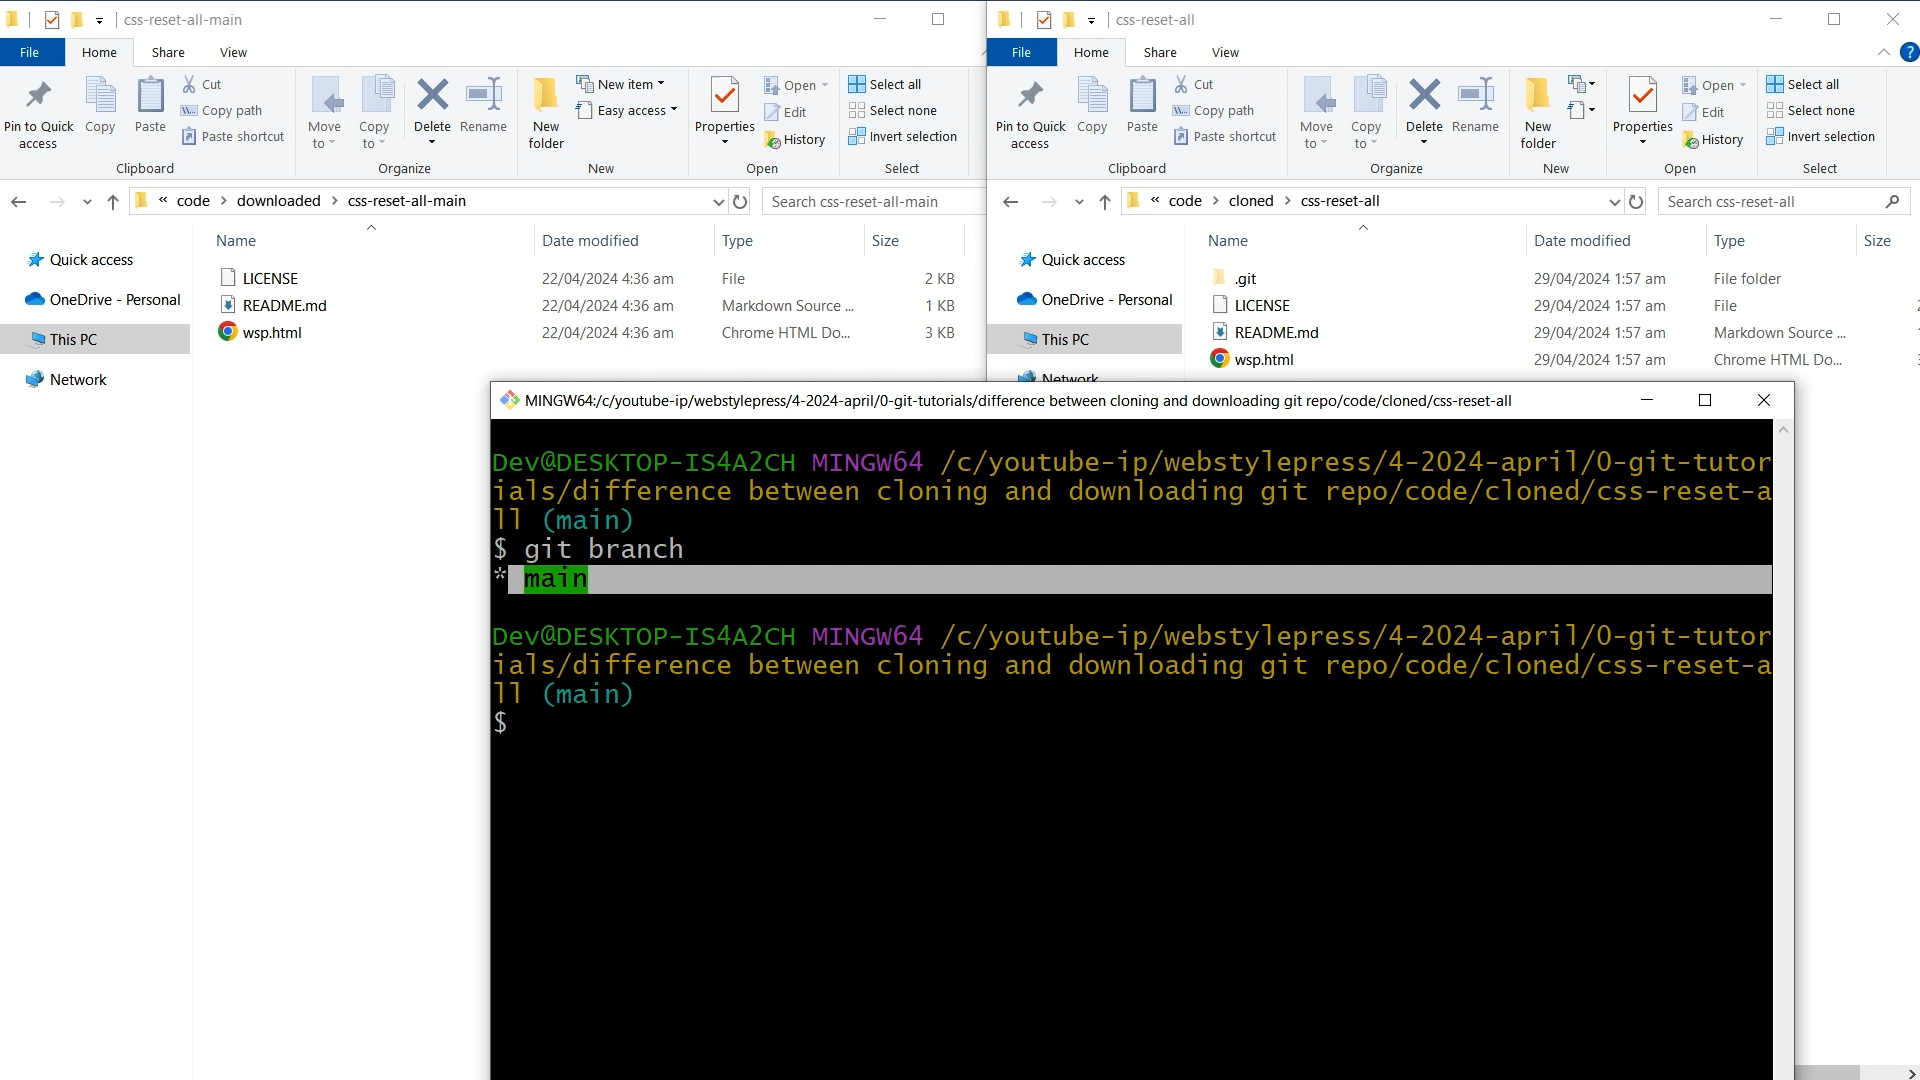 css-reset-all-main
File Home Share View
Pin to Quick access
Copy
Paste
Cut
Copy path
Paste shortcut
Clipboard
Move to
Copy to
Delete
Rename
Organize
New folder
New item
Easy access
New
Properties
Open
Edit
History
Open
Select all
Select none
Invert selection
Select
« code > downloaded > css-reset-all-main
Search css-reset-all-main
Quick access
OneDrive - Personal
This PC
Network
Name Date modified Type Size
LICENSE 22/04/2024 4:36 am File 2 KB
README.md 22/04/2024 4:36 am Markdown Source ... 1 KB
wsp.html 22/04/2024 4:36 am Chrome HTML Do... 3 KB
css-reset-all
File Home Share View
?
Pin to Quick access
Copy
Paste
Cut
Copy path
Paste shortcut
Clipboard
Move to
Copy to
Delete
Rename
Organize
New folder
New
Properties
Open
Edit
History
Open
Select all
Select none
Invert selection
Select
« code > cloned > css-reset-all
Search css-reset-all
Quick access
OneDrive - Personal
This PC
Network
Name Date modified Type Size
.git 29/04/2024 1:57 am File folder
LICENSE 29/04/2024 1:57 am File
README.md 29/04/2024 1:57 am Markdown Source ...
wsp.html 29/04/2024 1:57 am Chrome HTML Do...
MINGW64:/c/youtube-ip/webstylepress/4-2024-april/0-git-tutorials/difference between cloning and downloading git repo/code/cloned/css-reset-all
Dev@DESKTOP-IS4A2CH MINGW64 /c/youtube-ip/webstylepress/4-2024-april/0-git-tutor
ials/difference between cloning and downloading git repo/code/cloned/css-reset-a
ll (main)
$ git branch
* main
Dev@DESKTOP-IS4A2CH MINGW64 /c/youtube-ip/webstylepress/4-2024-april/0-git-tutor
ials/difference between cloning and downloading git repo/code/cloned/css-reset-a
ll (main)
$